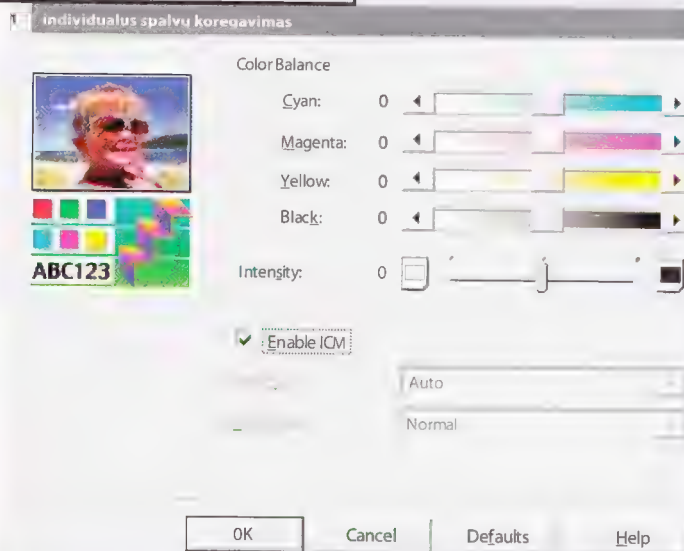 individualus spalvų koregavimas
Color Balance
Cyan: 0
Magenta: 0
Yellow: 0
Black: 0
ABC123
Intensity: 0
Enable ICM
Auto
Normal
OK Cancel Defaults Help